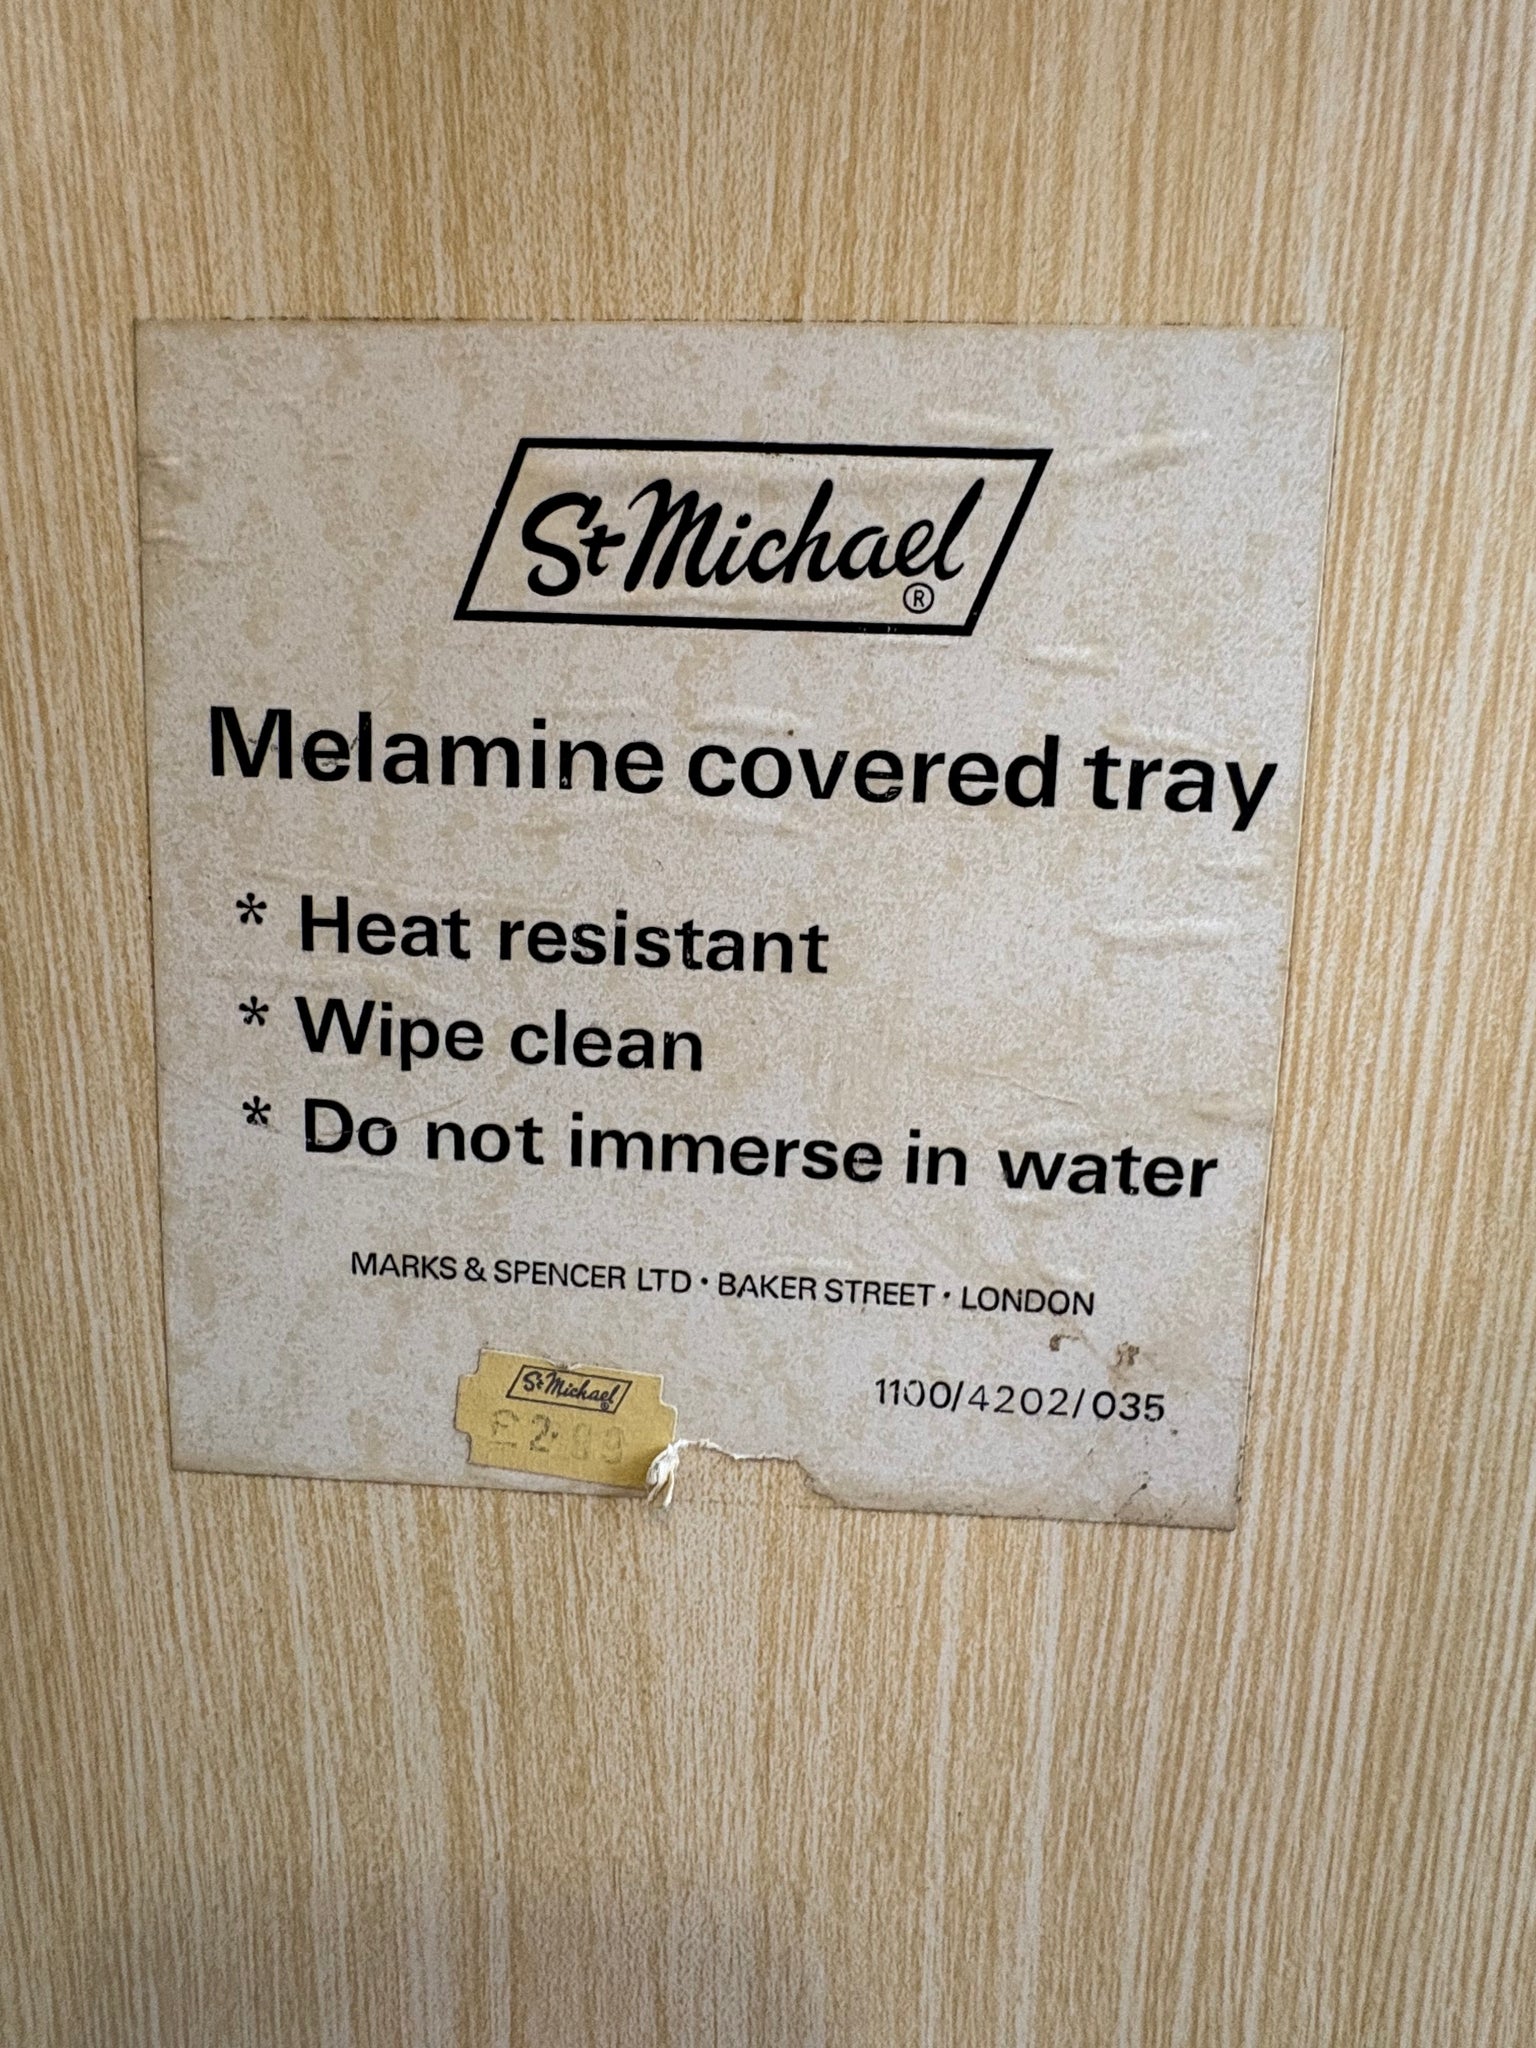 St Michael
®
Melamine covered tray
* Heat resistant
* Wipe clean
* Do not immerse in water
MARKS & SPENCER LTD · BAKER STREET · LONDON
1100/4202/035
St Michael
®